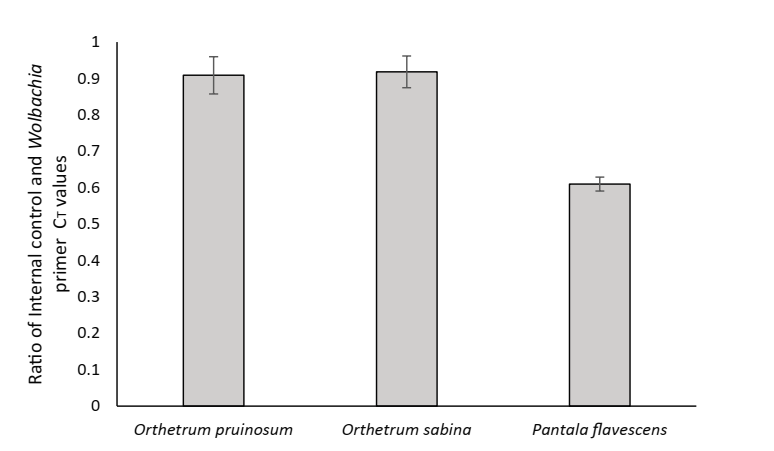 Ratio of Internal control and Wolbachia
primer CT values
1
0.9
0.8
0.7
0.6
0.5
0.4
0.3
0.2
0.1
0
Orthetrum pruinosum
Orthetrum sabina
Pantala flavescens